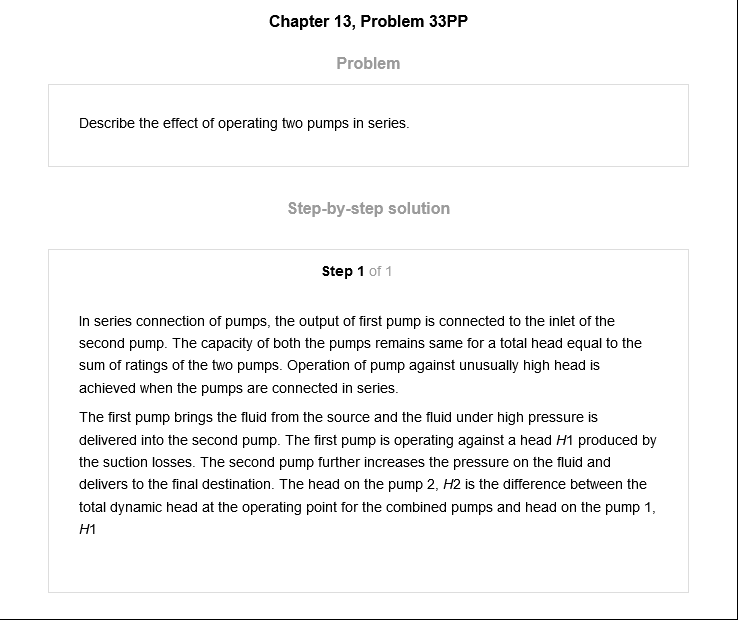 Chapter 13, Problem 33PP
Problem
Describe the effect of operating two pumps in series.
Step-by-step solution
Step 1 of 1
In series connection of pumps, the output of first pump is connected to the inlet of the
second pump. The capacity of both the pumps remains same for a total head equal to the
sum of ratings of the two pumps. Operation of pump against unusually high head is
achieved when the pumps are connected in series.
The first pump brings the fluid from the source and the fluid under high pressure is
delivered into the second pump. The first pump is operating against a head H1 produced by
the suction losses. The second pump further increases the pressure on the fluid and
delivers to the final destination. The head on the pump 2, H2 is the difference between the
total dynamic head at the operating point for the combined pumps and head on the pump 1,
H1